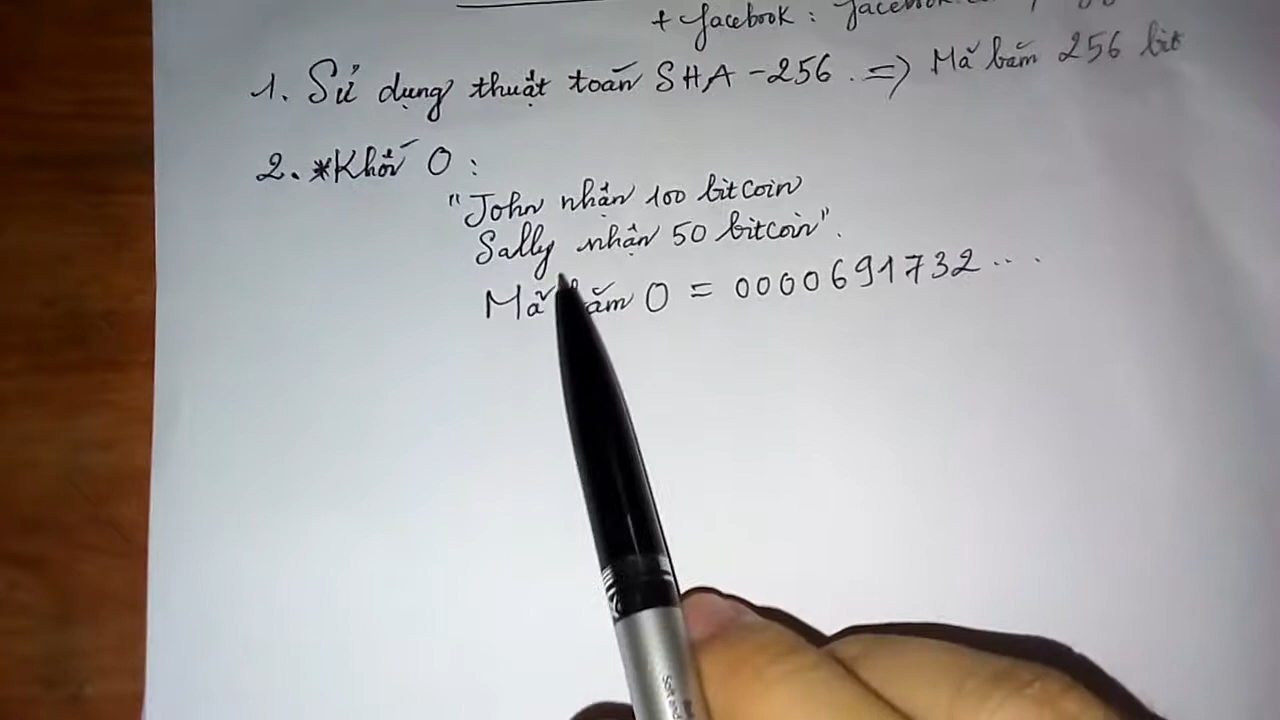 + facebook :
1. Sử dụng thuật toán SHA-256. => Mã băm 256 bit
2. *Khối 0 :
"John nhận 100 bitcoin
Sally nhận 50 bitcoin".
Mã băm 0 = 0000691732...